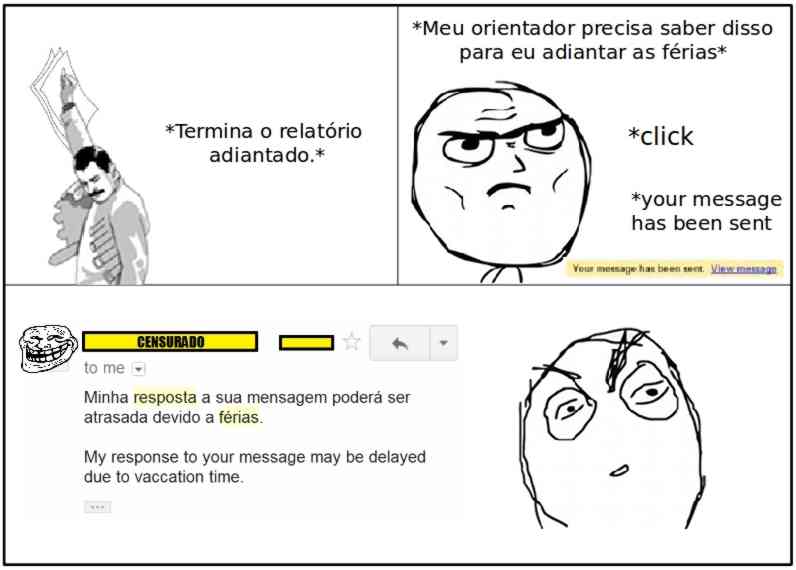 *Termina o relatório
adiantado.*
*Meu orientador precisa saber disso
para eu adiantar as férias*
*click
*your message
has been sent
Your message has been sent. View message
CENSURADO
to me
Minha resposta a sua mensagem poderá ser
atrasada devido a férias.
My response to your message may be delayed
due to vaccation time.